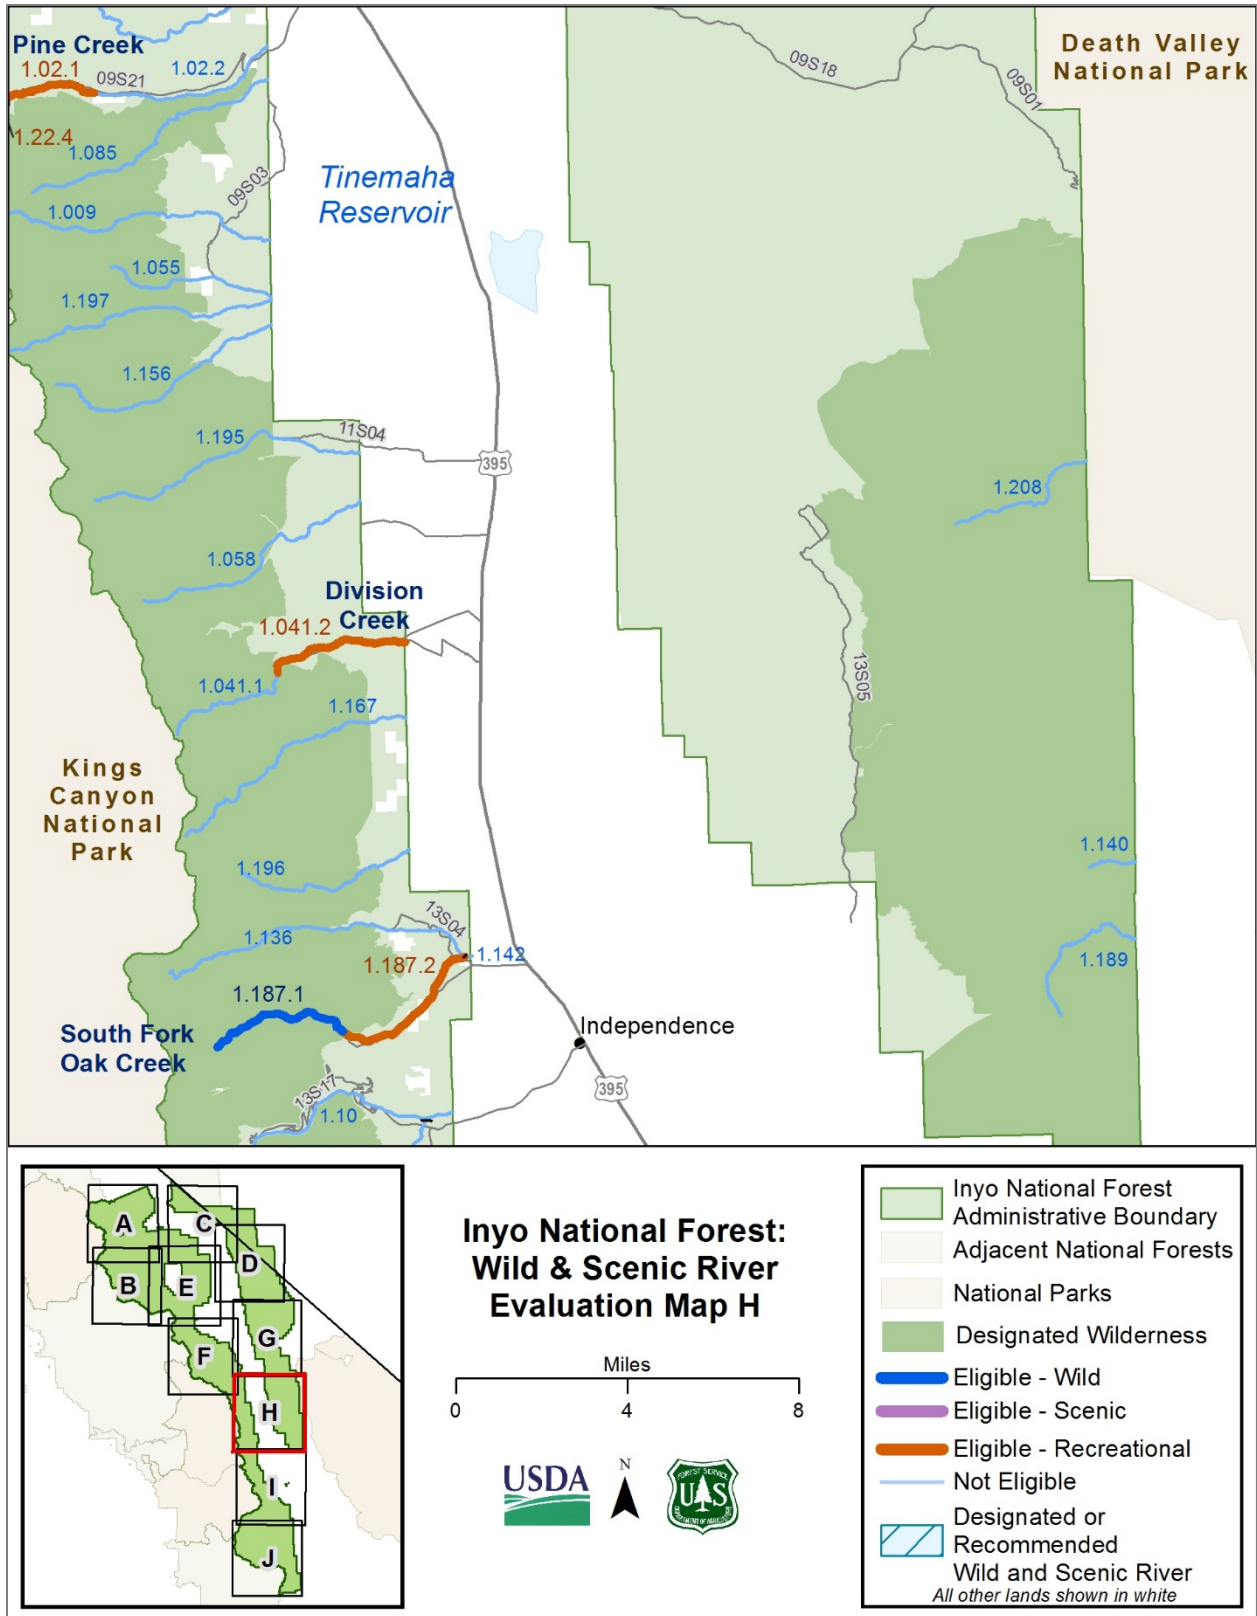 Pine Creek
1.02.1
09S21
1.02.2
1.22.4
1.085
1.009
09S03
1.055
1.197
1.156
1.195
11S04
395
1.058
Tinemaha
Reservoir
09S18
09S01
Death Valley
National Park
1.208
13S05
Division
Creek
1.041.2
1.041.1
1.167
Kings
Canyon
National
Park
1.196
1.136
13S04
1.142
1.187.2
1.187.1
South Fork
Oak Creek
13S17
1.10
Independence
395
1.140
1.189
A
B
C
D
E
F
G
H
I
J
Inyo National Forest:
Wild & Scenic River
Evaluation Map H
Miles
0 4 8
USDA
N
FOREST SERVICE
U S
DEPARTMENT OF AGRICULTURE
Inyo National Forest
Administrative Boundary
Adjacent National Forests
National Parks
Designated Wilderness
Eligible - Wild
Eligible - Scenic
Eligible - Recreational
Not Eligible
Designated or
Recommended
Wild and Scenic River
All other lands shown in white